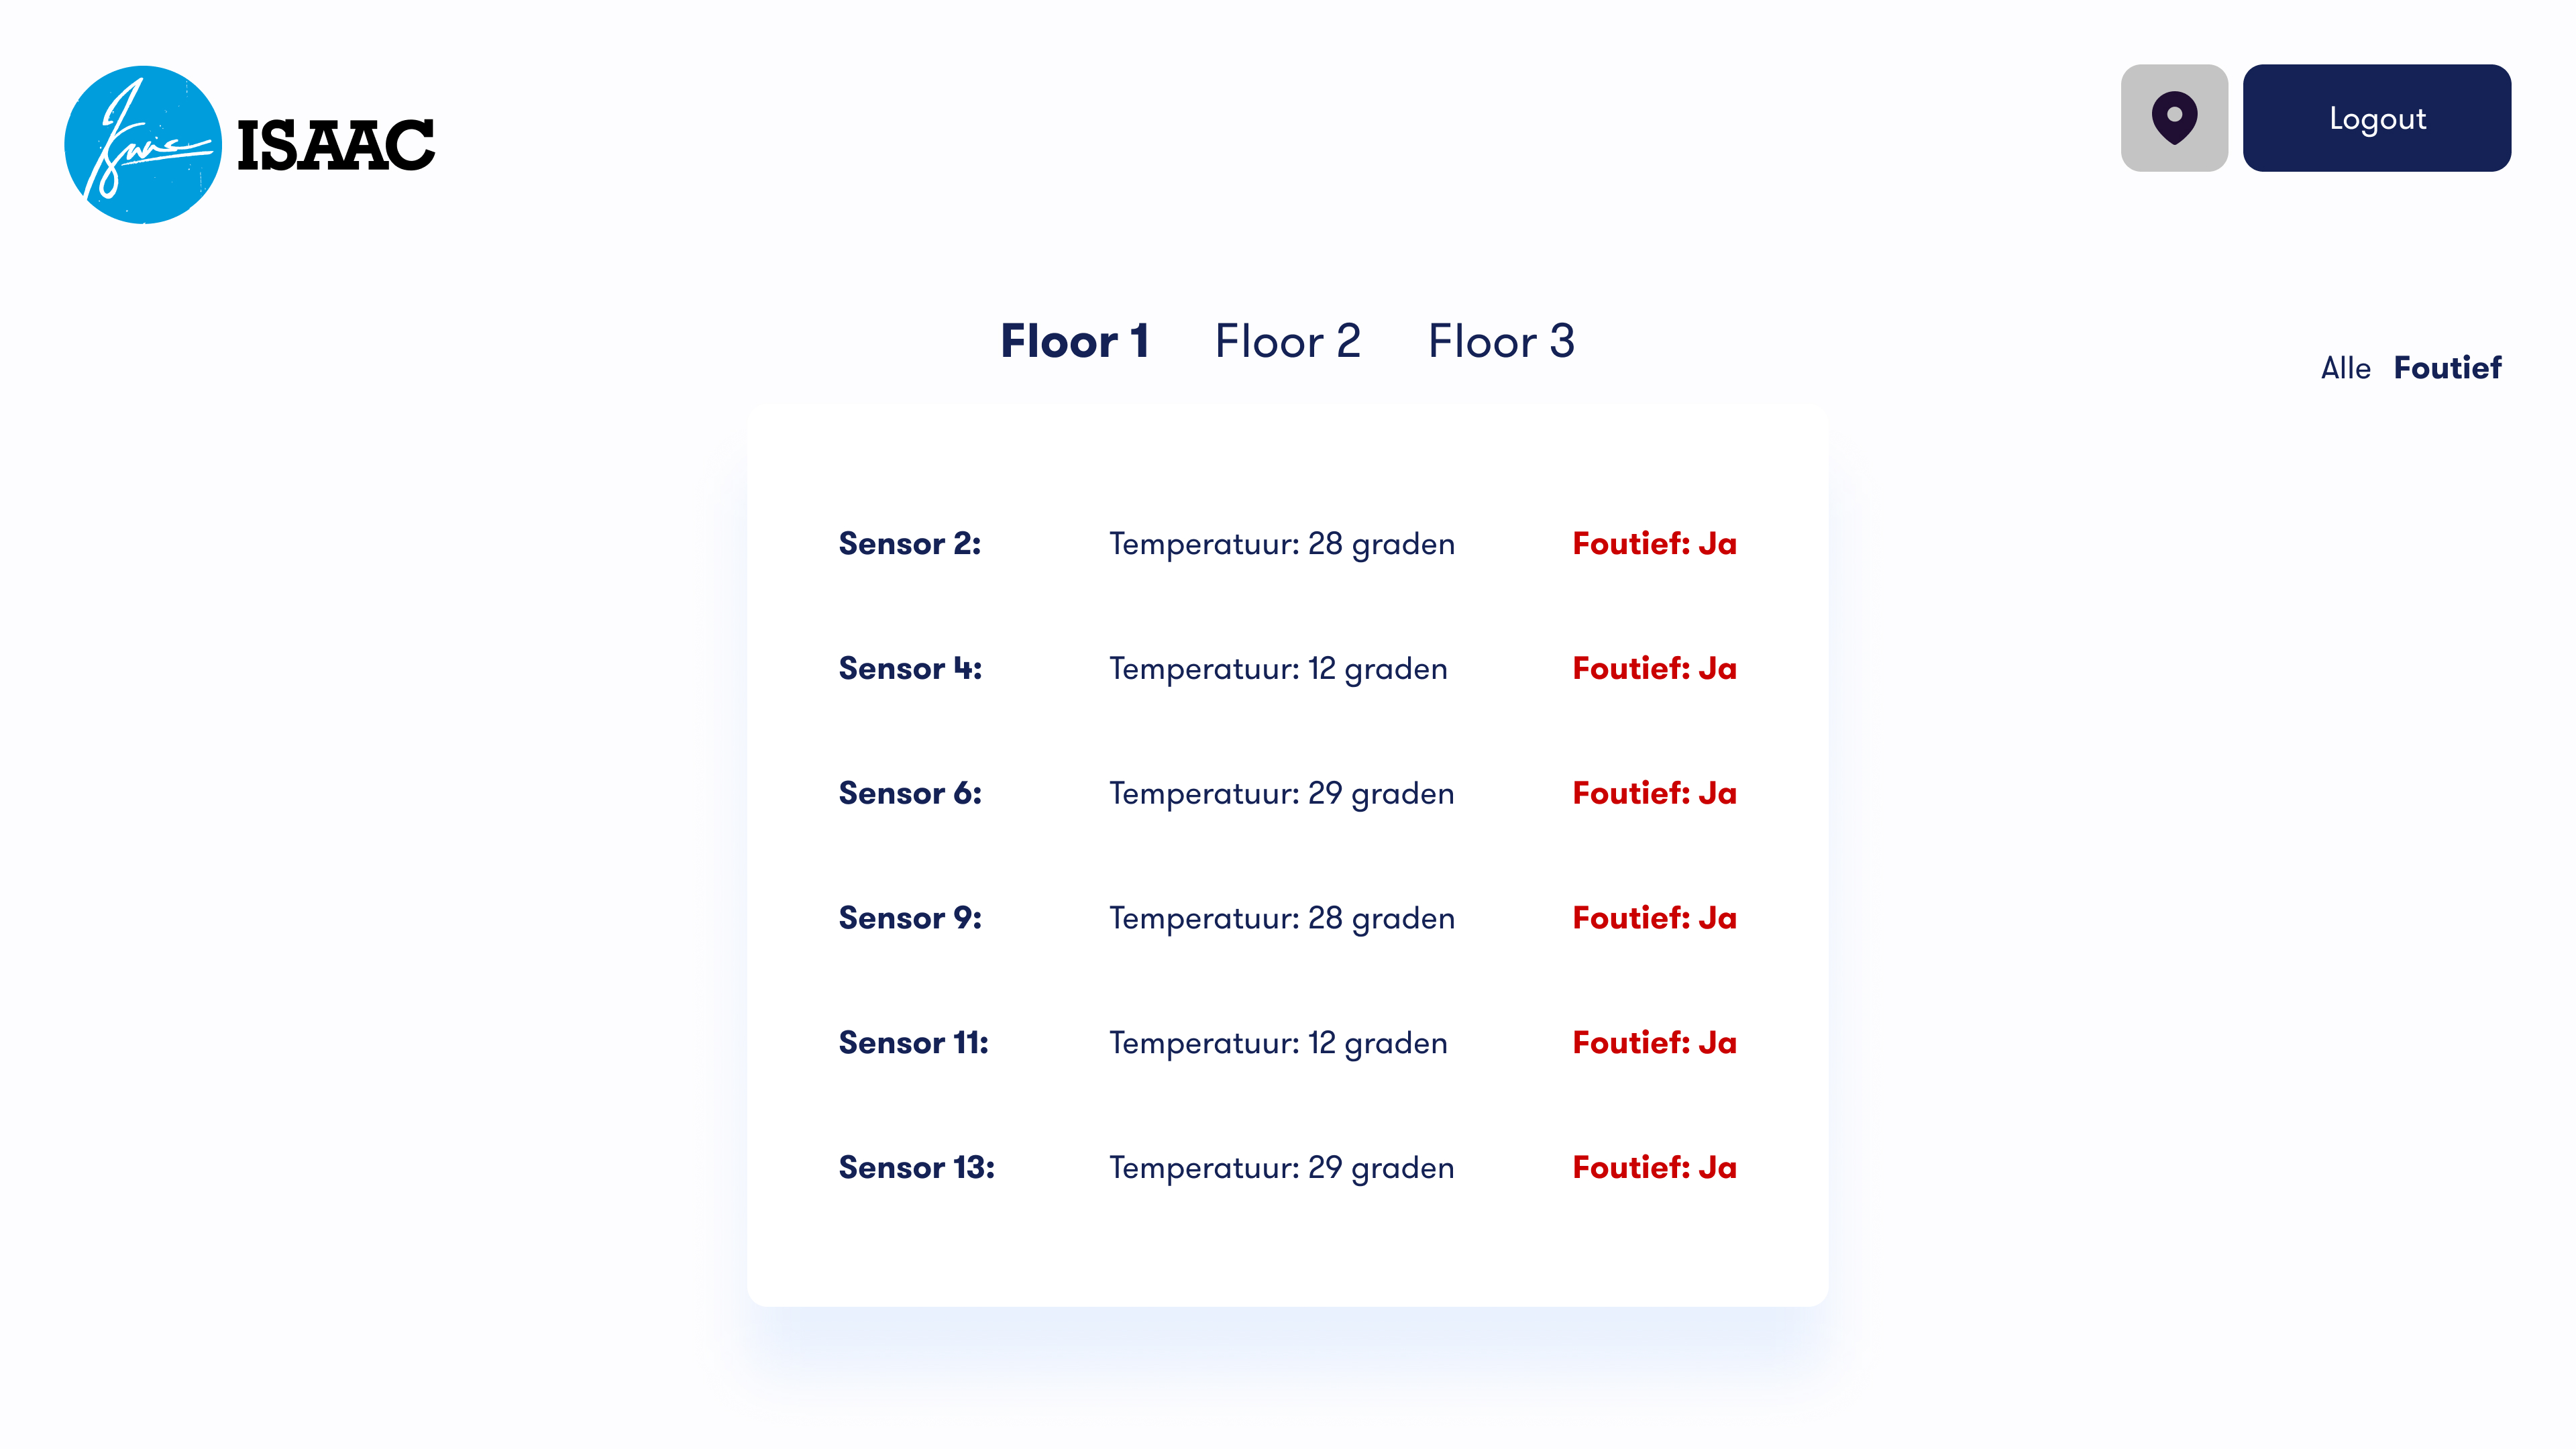 Isaac
ISAAC
Logout
Floor 1 Floor 2 Floor 3
Alle Foutief
Sensor 2: Temperatuur: 28 graden Foutief: Ja
Sensor 4: Temperatuur: 12 graden Foutief: Ja
Sensor 6: Temperatuur: 29 graden Foutief: Ja
Sensor 9: Temperatuur: 28 graden Foutief: Ja
Sensor 11: Temperatuur: 12 graden Foutief: Ja
Sensor 13: Temperatuur: 29 graden Foutief: Ja